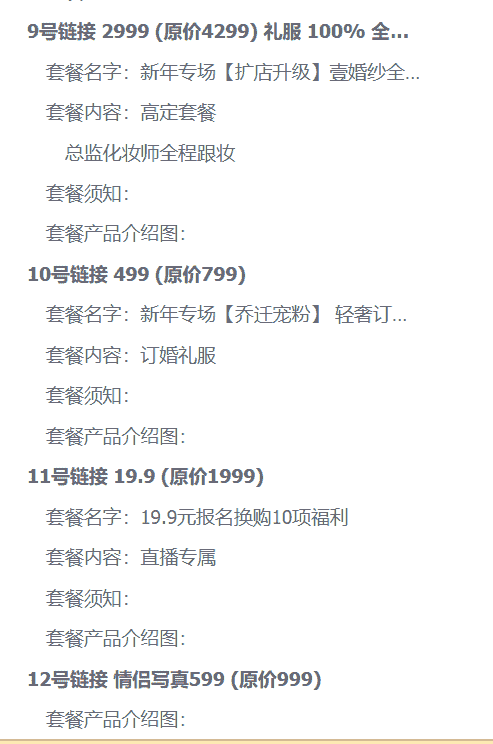 9号链接 2999 (原价4299) 礼服 100% 全...
套餐名字：新年专场【扩店升级】壹婚纱全...
套餐内容：高定套餐
总监化妆师全程跟妆
套餐须知：
套餐产品介绍图：
10号链接 499 (原价799)
套餐名字：新年专场【乔迁宠粉】 轻奢订...
套餐内容：订婚礼服
套餐须知：
套餐产品介绍图：
11号链接 19.9 (原价1999)
套餐名字：19.9元报名换购10项福利
套餐内容：直播专属
套餐须知：
套餐产品介绍图：
12号链接 情侣写真599 (原价999)
套餐产品介绍图：